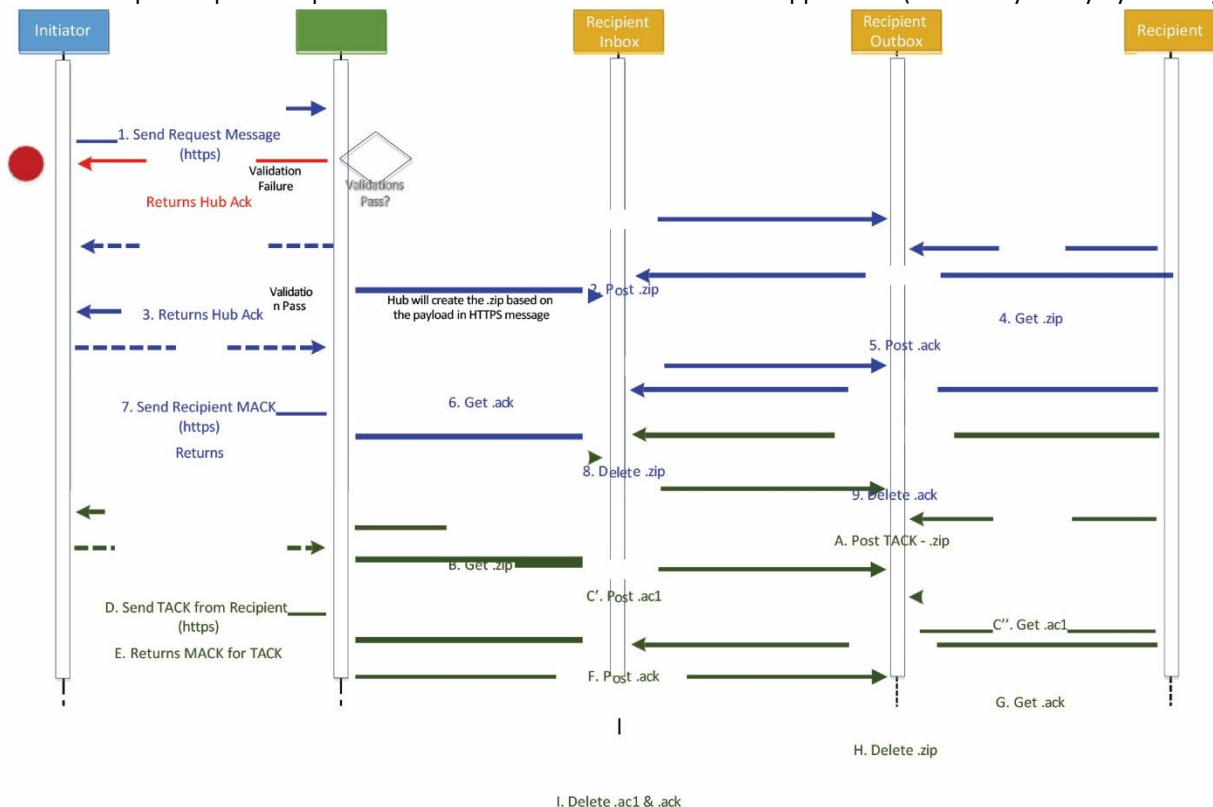 Initiator
Recipient
Inbox
Recipient
Outbox
Recipient
1. Send Request Message
(https)
Validation
Failure
Validations
Pass?
Returns Hub Ack
2. Post .zip
Validatio
n Pass
Hub will create the .zip based on
the payload in HTTPS message
3. Returns Hub Ack
4. Get .zip
5. Post .ack
6. Get .ack
7. Send Recipient MACK
(https)
Returns
8. Delete .zip
9. Delete .ack
A. Post TACK - .zip
B. Get .zip
C'. Post .ac1
D. Send TACK from Recipient
(https)
C''. Get .ac1
E. Returns MACK for TACK
F. Post .ack
G. Get .ack
H. Delete .zip
I. Delete .ac1 & .ack